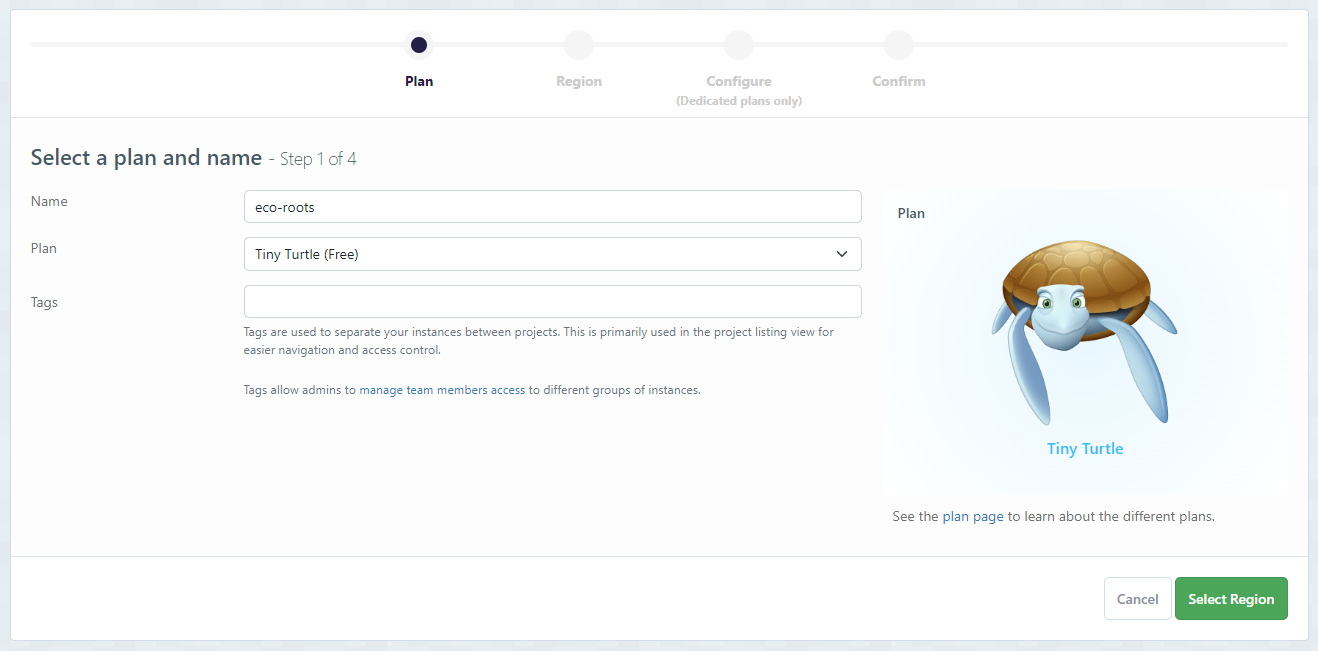 Plan
Region
Configure
(Dedicated plans only)
Confirm
Select a plan and name - Step 1 of 4
Name
eco-roots
Plan
Tiny Turtle (Free)
Tags
Tags are used to separate your instances between projects. This is primarily used in the project listing view for
easier navigation and access control.
Tags allow admins to manage team members access to different groups of instances.
Plan
Tiny Turtle
See the plan page to learn about the different plans.
Cancel
Select Region